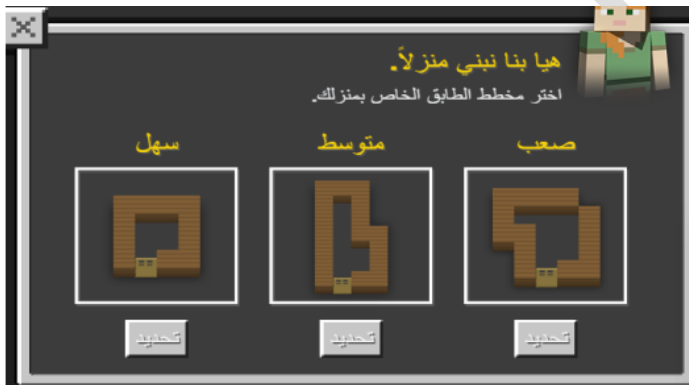 هيا بنا نبني منزلاً.
اختر مخطط الطابق الخاص بمنزلك.
صعب متوسط سهل
تحديد تحديد تحديد